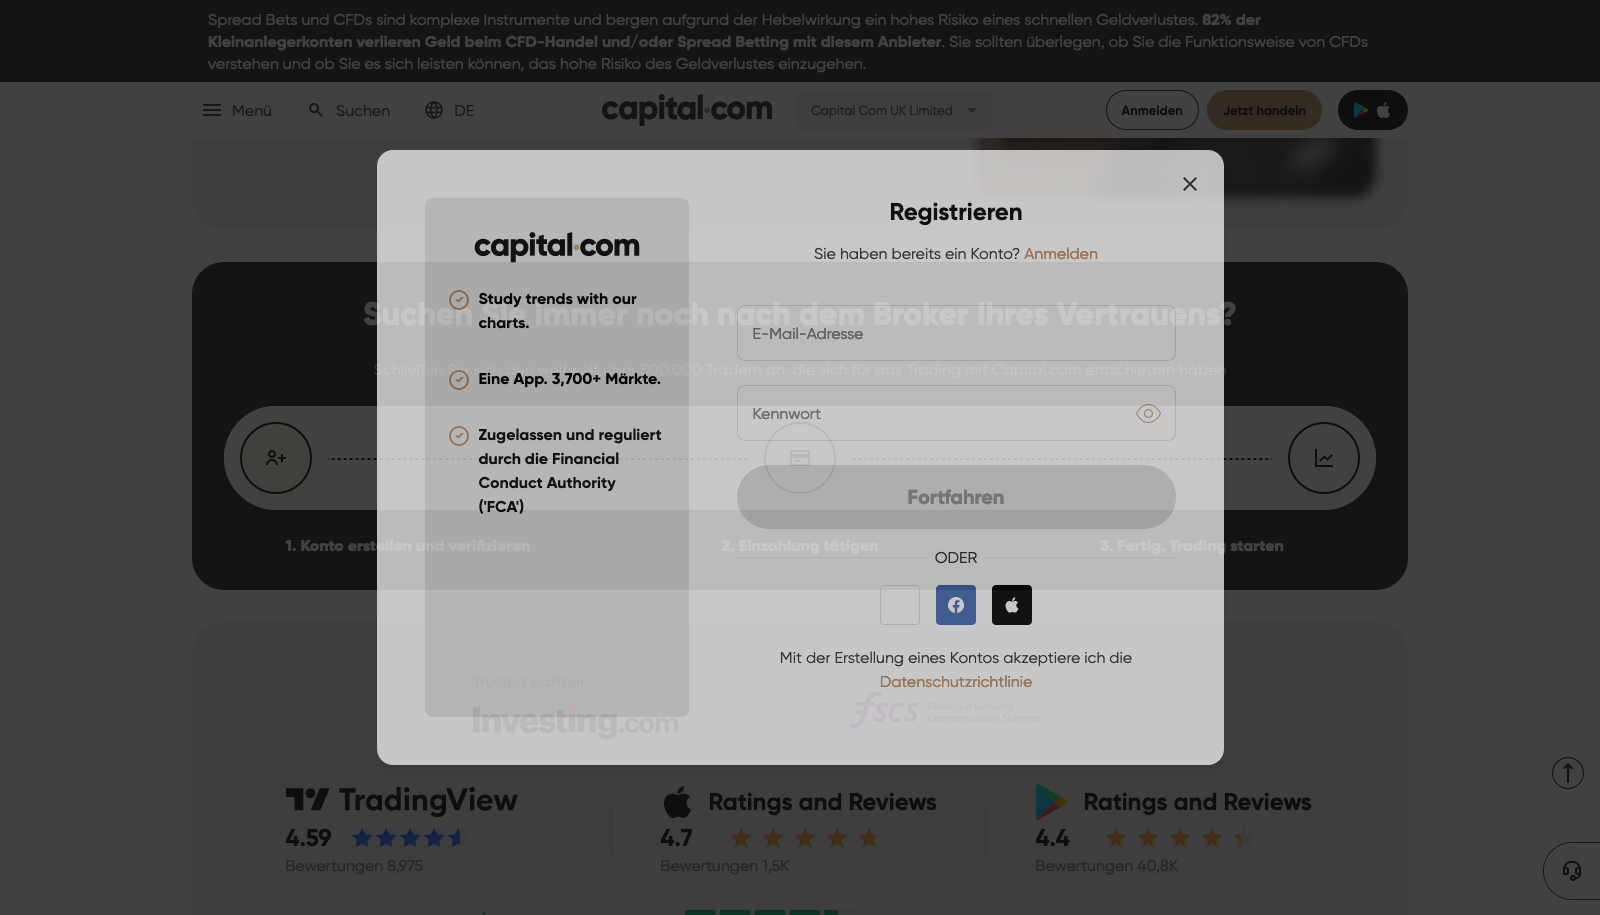 Spread Bets und CFDs sind komplexe Instrumente und bergen aufgrund der Hebelwirkung ein hohes Risiko eines schnellen Geldverlustes. 82% der
Kleinanlegerkonten verlieren Geld beim CFD-Handel und/oder Spread Betting mit diesem Anbieter. Sie sollten überlegen, ob Sie die Funktionsweise von CFDs
verstehen und ob Sie es sich leisten können, das hohe Risiko des Geldverlustes einzugehen.
Menü
Suchen
DE
capital.com
Capital Com UK Limited
Anmelden
Jetzt handeln
capital.com
Study trends with our
charts.
Eine App. 3,700+ Märkte.
Zugelassen und reguliert
durch die Financial
Conduct Authority
('FCA')
Registrieren
Sie haben bereits ein Konto? Anmelden
E-Mail-Adresse
Kennwort
Fortfahren
ODER
Mit der Erstellung eines Kontos akzeptiere ich die
Datenschutzrichtlinie
Suchen Sie immer noch nach dem Broker Ihres Vertrauens?
Schließen Sie sich den weltweit über 500.000 Tradern an, die sich für das Trading mit Capital.com entschieden haben
1. Konto erstellen und verifizieren
2. Einzahlung tätigen
3. Fertig. Trading starten
Trusted partner
Investing.com
fscs Financial Services
Compensation Scheme
TradingView
4.59
Bewertungen 8,975
Ratings and Reviews
4.7
Bewertungen 1,5K
Ratings and Reviews
4.4
Bewertungen 40,8K